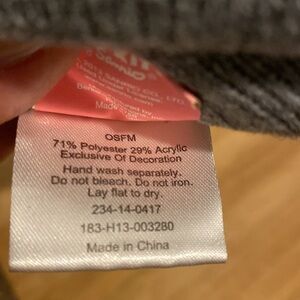 Sanrio
OSFM
71% Polyester 29% Acrylic
Exclusive Of Decoration
Hand wash separately.
Do not bleach. Do not iron.
Lay flat to dry.
234-14-0417
183-H13-003280
Made in China